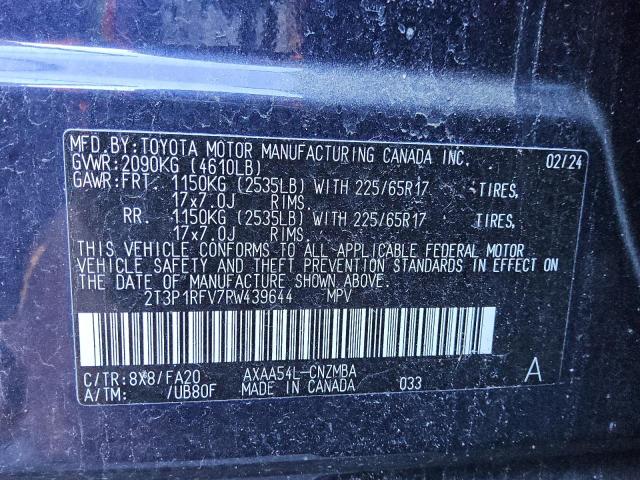 MFD.BY:TOYOTA MOTOR MANUFACTURING CANADA INC. 02/24
GVWR:2090KG (4610LB)
GAWR:FRT. 1150KG (2535LB) WITH 225/65R17 TIRES,
17x7.0J RIMS
RR. 1150KG (2535LB) WITH 225/65R17 TIRES,
17x7.0J RIMS
THIS VEHICLE CONFORMS TO ALL APPLICABLE FEDERAL MOTOR
VEHICLE SAFETY AND THEFT PREVENTION STANDARDS IN EFFECT ON
THE DATE OF MANUFACTURE SHOWN ABOVE.
2T3P1RFV7RW439644 MPV
C/TR:8X8/FA20 AXAA54L-CNZMBA A
A/TM: /UB80F MADE IN CANADA 033